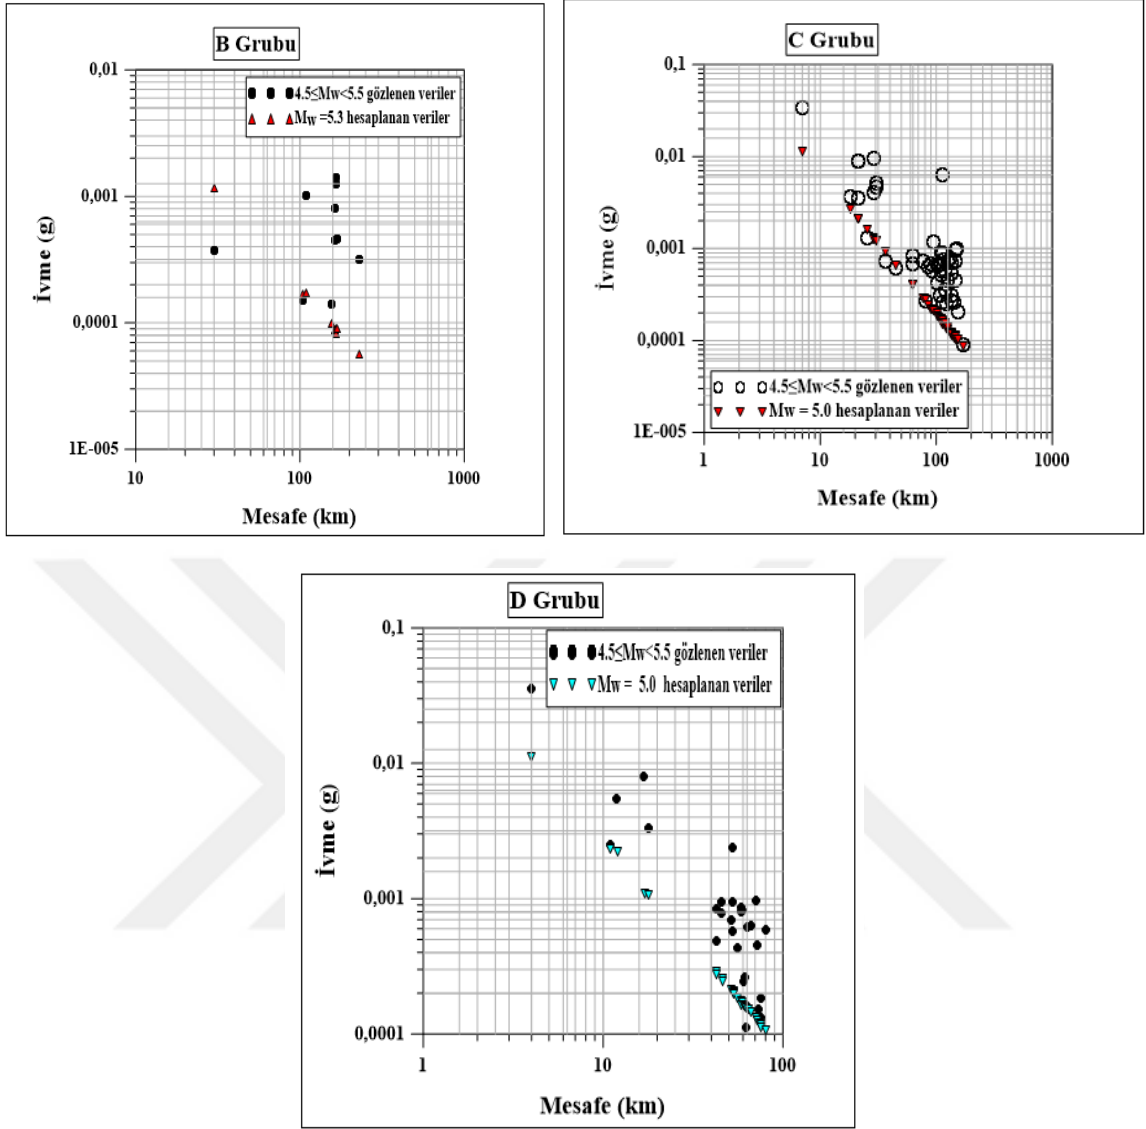 B Grubu
0,01
4.5≤Mw<5.5 gözlenen veriler
Mw =5.3 hesaplanan veriler
0,001
İvme (g)
0,0001
1E-005
10 100 1000
Mesafe (km)
C Grubu
0,1
0,01
0,001
İvme (g)
0,0001
4.5≤Mw<5.5 gözlenen veriler
Mw = 5.0 hesaplanan veriler
1E-005
1 10 100 1000
Mesafe (km)
D Grubu
0,1
4.5≤Mw<5.5 gözlenen veriler
Mw = 5.0 hesaplanan veriler
0,01
İvme (g)
0,001
0,0001
1 10 100
Mesafe (km)